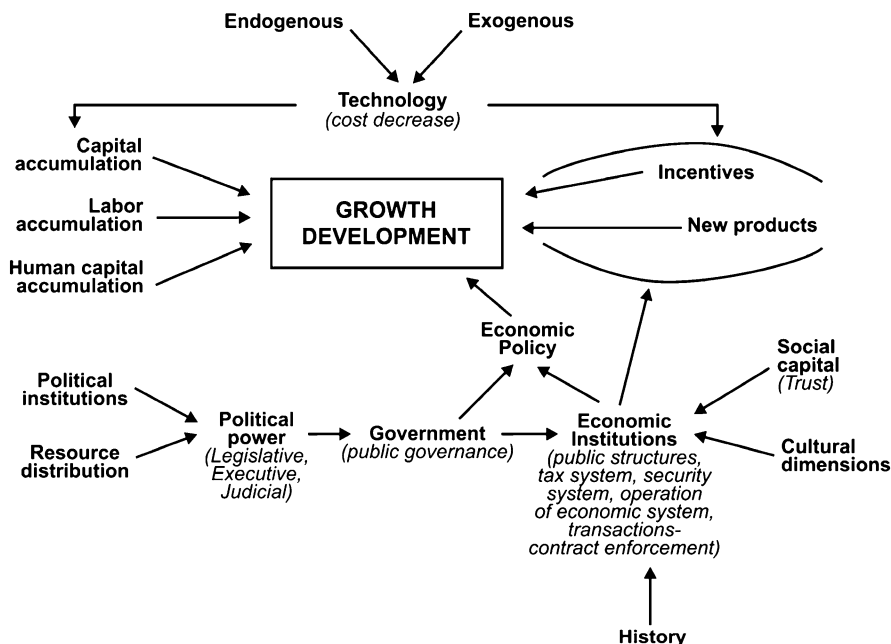 Endogenous
Exogenous
Technology
(cost decrease)
Capital
accumulation
Labor
accumulation
Human capital
accumulation
GROWTH
DEVELOPMENT
Incentives
New products
Economic
Policy
Social
capital
(Trust)
Political
institutions
Resource
distribution
Political
power
(Legislative,
Executive,
Judicial)
Government
(public governance)
Economic
Institutions
(public structures,
tax system, security
system, operation
of economic system,
transactions-
contract enforcement)
Cultural
dimensions
History